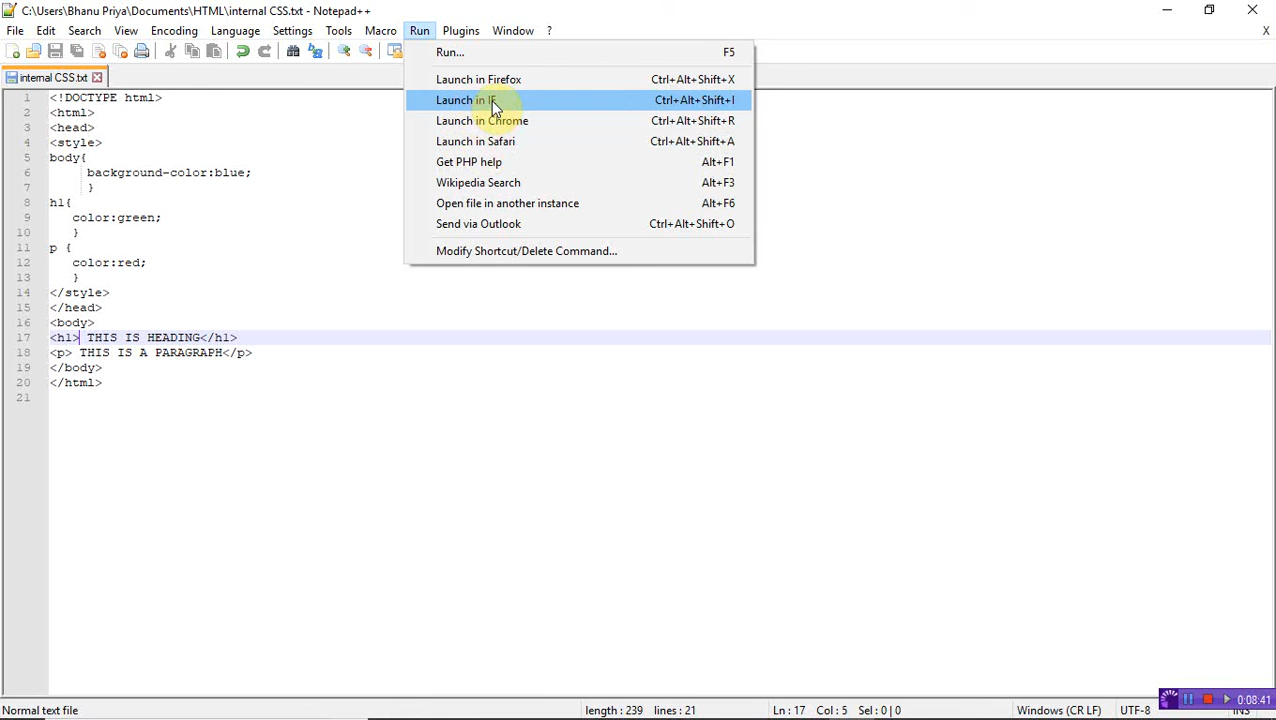 C:\Users\Bhanu Priya\Documents\HTML\internal CSS.txt - Notepad++
File Edit Search View Encoding Language Settings Tools Macro Run Plugins Window ? X
Run... F5
Launch in Firefox Ctrl+Alt+Shift+X
Launch in IE Ctrl+Alt+Shift+I
Launch in Chrome Ctrl+Alt+Shift+R
Launch in Safari Ctrl+Alt+Shift+A
Get PHP help Alt+F1
Wikipedia Search Alt+F3
Open file in another instance Alt+F6
Send via Outlook Ctrl+Alt+Shift+O
Modify Shortcut/Delete Command...
internal CSS.txt
1 <!DOCTYPE html>
2 <html>
3 <head>
4 <style>
5 body{
6 background-color:blue;
7 }
8 h1{
9 color:green;
10 }
11 p {
12 color:red;
13 }
14 </style>
15 </head>
16 <body>
17 <h1> THIS IS HEADING</h1>
18 <p> THIS IS A PARAGRAPH</p>
19 </body>
20 </html>
21
0:08:41
Normal text file length : 239 lines : 21 Ln : 17 Col : 5 Sel : 0 | 0 Windows (CR LF) UTF-8 INS